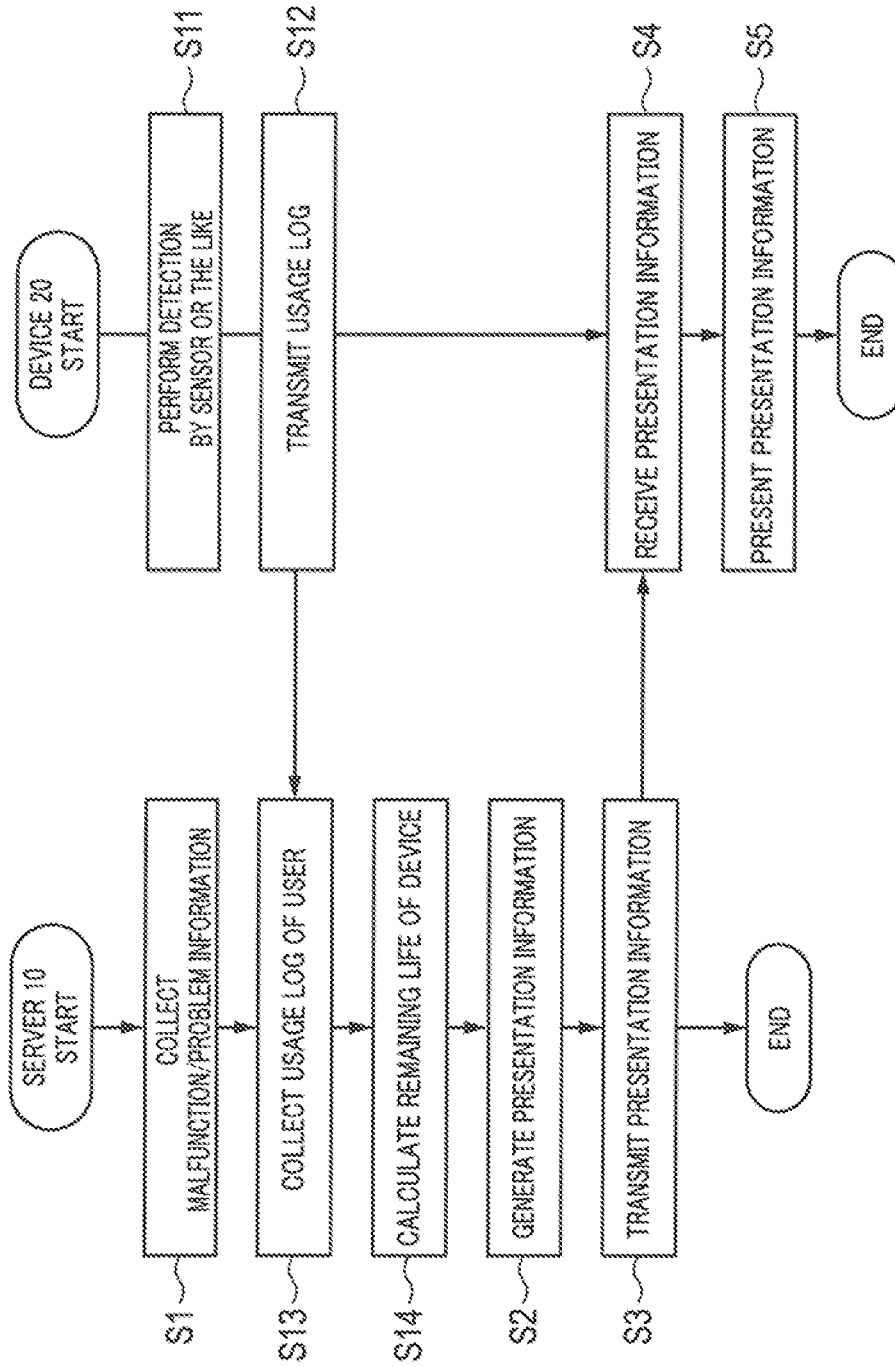 SERVER 10
START
S1
COLLECT
MALFUNCTION/PROBLEM INFORMATION
S13
COLLECT USAGE LOG OF USER
S14
CALCULATE REMAINING LIFE OF DEVICE
S2
GENERATE PRESENTATION INFORMATION
S3
TRANSMIT PRESENTATION INFORMATION
END
DEVICE 20
START
PERFORM DETECTION
BY SENSOR OR THE LIKE
S11
TRANSMIT USAGE LOG
S12
RECEIVE PRESENTATION INFORMATION
S4
PRESENT PRESENTATION INFORMATION
S5
END